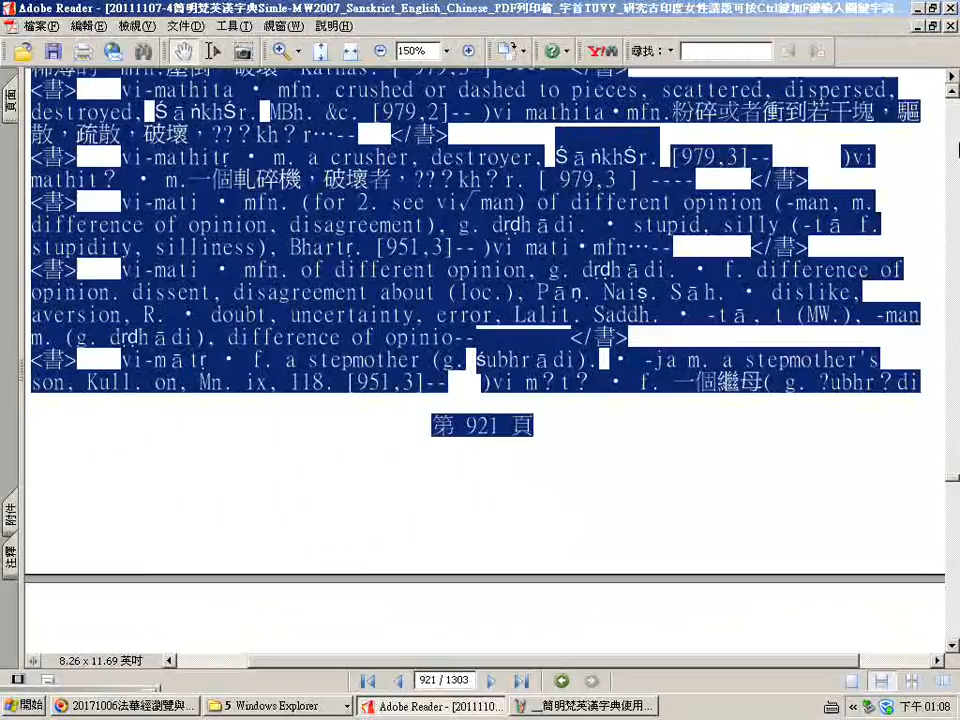 Adobe Reader - [20111107-4簡明梵英漢字典Simle-MW2007_Sanskrict_English_Chinese_PDF列印檔_字首TUVY_研究古印度女性議題可按Ctrl鍵加F鍵輸入關鍵字詞...
檔案(F) 編輯(E) 檢視(V) 文件(D) 工具(T) 視窗(W) 說明(H)
150% Y! 尋找:
頁面
稀薄的 mfn.壓倒，破壞 Kathās. [ 979,3 ] ---- </書>
<書> vi-mathita • mfn. crushed or dashed to pieces, scattered, dispersed,
destroyed, ŚāṅkhŚr. MBh. &c. [979,2]-- )vi mathita•mfn.粉碎或者衝到若干塊，驅
散，疏散，破壞，??？kh？r…-- </書>
<書> vi-mathitṛ • m. a crusher, destroyer, ŚāṅkhŚr. [979,3]-- )vi
mathit？ • m.一個軋碎機，破壞者，??？kh？r. [ 979,3 ] ---- </書>
<書> vi-mati • mfn. (for 2. see vi√man) of different opinion (-man, m.
difference of opinion, disagreement), g. dṛḍhādi. • stupid, silly (-tā f.
stupidity, silliness), Bhartṛ. [951,3]-- )vi mati•mfn…-- </書>
<書> vi-mati • mfn. of different opinion, g. dṛḍhādi. • f. difference of
opinion. dissent, disagreement about (loc.), Pāṇ. Naiṣ. Sāh. • dislike,
aversion, R. • doubt, uncertainty, error, Lalit. Saddh. • -tā, t (MW.), -man
m. (g. dṛḍhādi), difference of opinio-- </書>
<書> vi-mātṛ • f. a stepmother (g. śubhrādi). • -ja m. a stepmother's
son, Kull. on, Mn. ix, 118. [951,3]-- )vi m？t？ • f. 一個繼母( g. ?ubhr？di
第 921 頁
附件
注釋
8.26 x 11.69 英吋
921 / 1303
開始 20171006法華經瀏覽與... 5 Windows Explorer Adobe Reader - [2011110... __簡明梵英漢字典使用... 下午 01:08